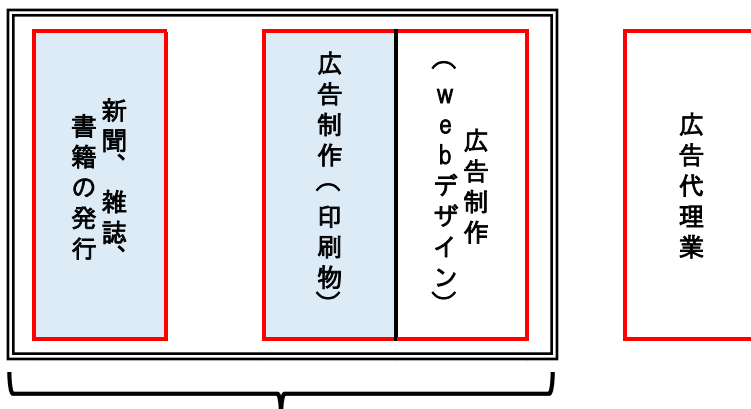 新聞、雑誌、
書籍の発行
広告制作（印刷物）
広告制作
（ｗｅｂデザイン）
広告代理業